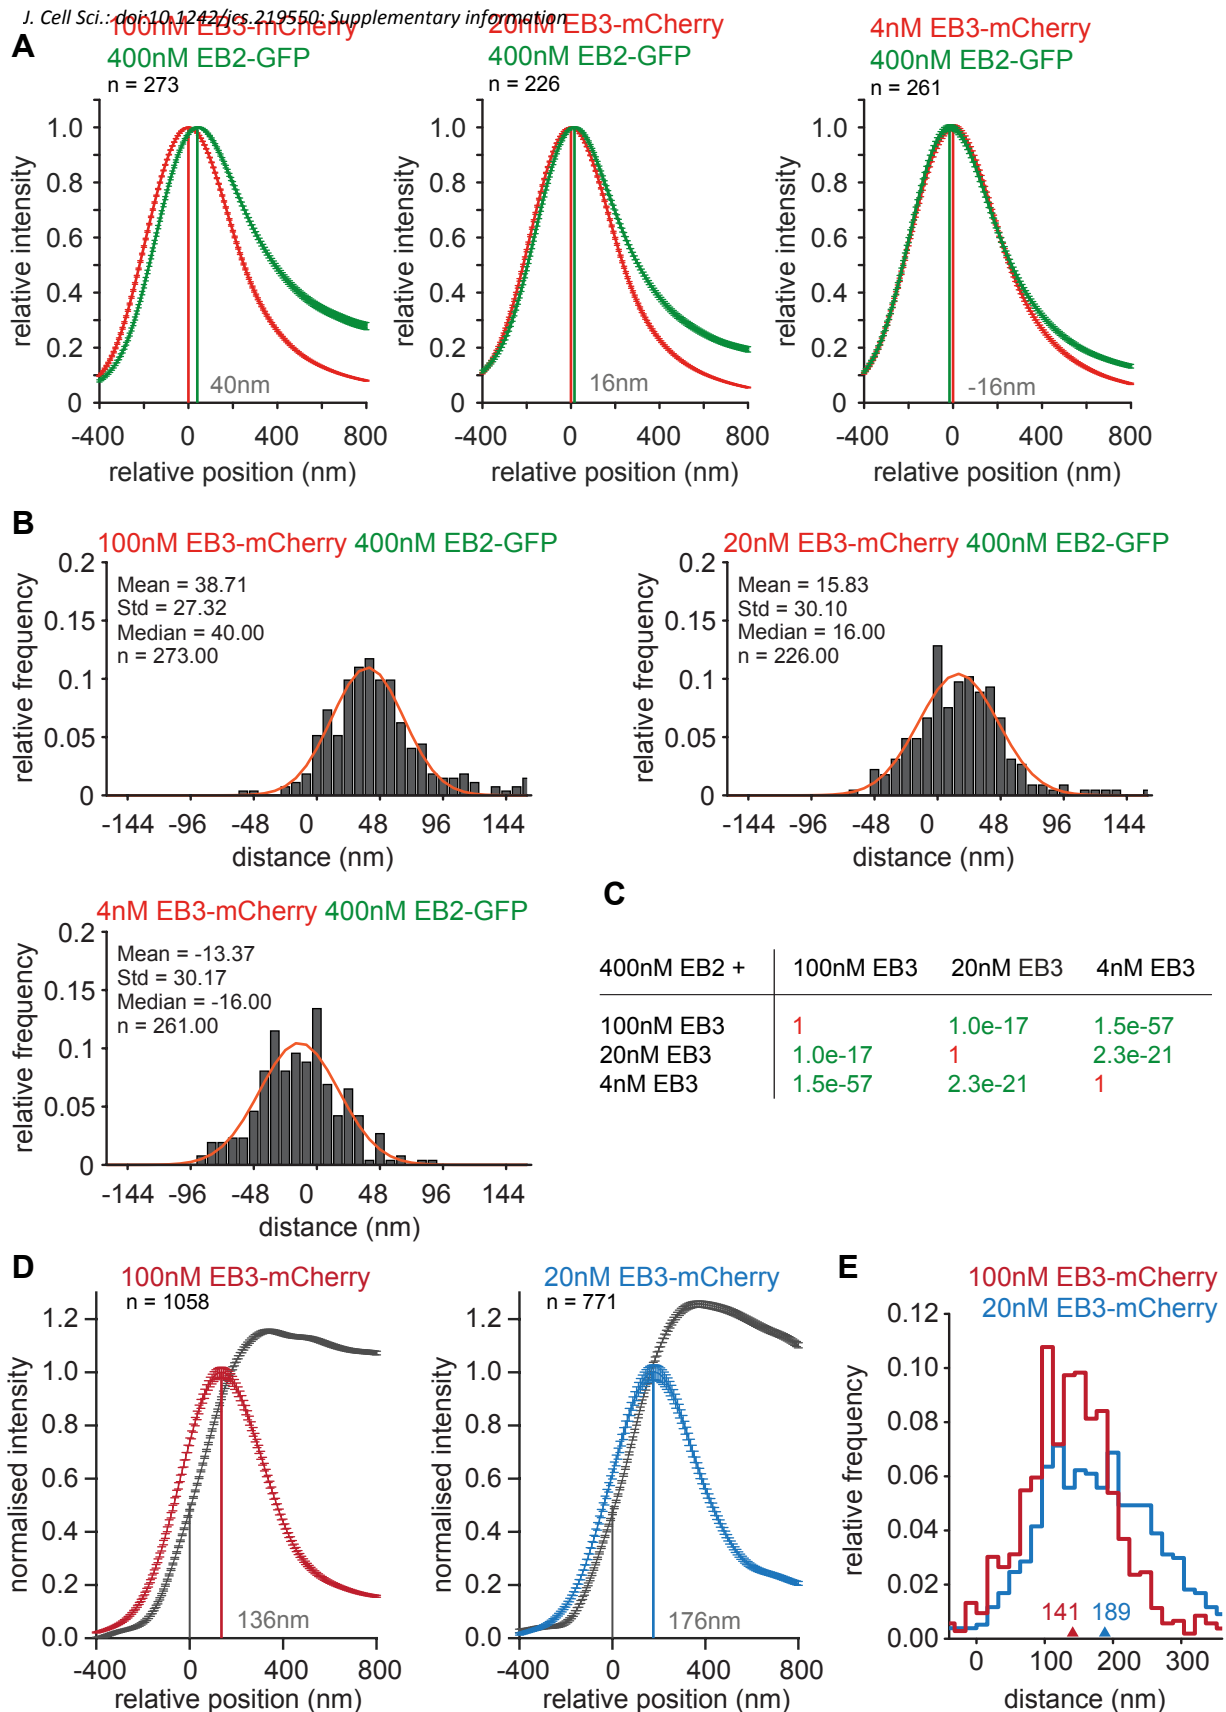 J. Cell Sci.: doi:10.1242/jcs.219550: Supplementary information
A
100nM EB3-mCherry
400nM EB2-GFP
n = 273
1.0
0.8
0.6
0.4
0.2
0
relative intensity
40nm
-400 0 400 800
relative position (nm)
20nM EB3-mCherry
400nM EB2-GFP
n = 226
1.0
0.8
0.6
0.4
0.2
0
relative intensity
16nm
-400 0 400 800
relative position (nm)
4nM EB3-mCherry
400nM EB2-GFP
n = 261
1.0
0.8
0.6
0.4
0.2
0
relative intensity
-16nm
-400 0 400 800
relative position (nm)
B
100nM EB3-mCherry 400nM EB2-GFP
0.2
0.15
0.1
0.05
0
relative frequency
Mean = 38.71
Std = 27.32
Median = 40.00
n = 273.00
-144 -96 -48 0 48 96 144
distance (nm)
20nM EB3-mCherry 400nM EB2-GFP
0.2
0.15
0.1
0.05
0
relative frequency
Mean = 15.83
Std = 30.10
Median = 16.00
n = 226.00
-144 -96 -48 0 48 96 144
distance (nm)
4nM EB3-mCherry 400nM EB2-GFP
0.2
0.15
0.1
0.05
0
relative frequency
Mean = -13.37
Std = 30.17
Median = -16.00
n = 261.00
-144 -96 -48 0 48 96 144
distance (nm)
C
400nM EB2 + 100nM EB3 20nM EB3 4nM EB3
100nM EB3 1 1.0e-17 1.5e-57
20nM EB3 1.0e-17 1 2.3e-21
4nM EB3 1.5e-57 2.3e-21 1
D
100nM EB3-mCherry
n = 1058
1.2
1.0
0.8
0.6
0.4
0.2
0.0
normalised intensity
136nm
-400 0 400 800
relative position (nm)
20nM EB3-mCherry
n = 771
1.2
1.0
0.8
0.6
0.4
0.2
0.0
normalised intensity
176nm
-400 0 400 800
relative position (nm)
E
100nM EB3-mCherry
20nM EB3-mCherry
0.12
0.10
0.08
0.06
0.04
0.02
0.00
relative frequency
141 189
0 100 200 300
distance (nm)